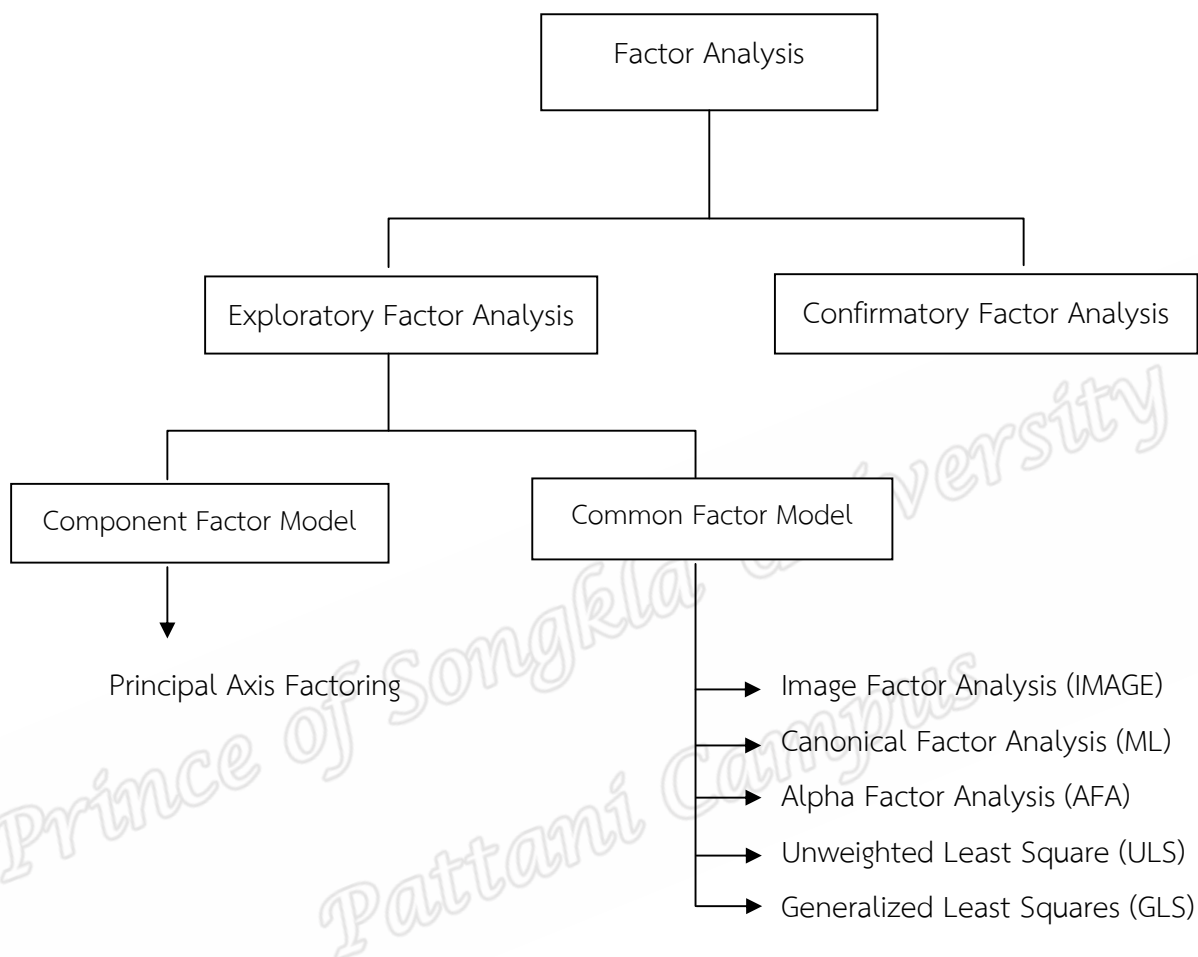 Factor Analysis
Exploratory Factor Analysis
Confirmatory Factor Analysis
Component Factor Model
Common Factor Model
Principal Axis Factoring
Image Factor Analysis (IMAGE)
Canonical Factor Analysis (ML)
Alpha Factor Analysis (AFA)
Unweighted Least Square (ULS)
Generalized Least Squares (GLS)
Prince of Songkla University
Pattani Campus